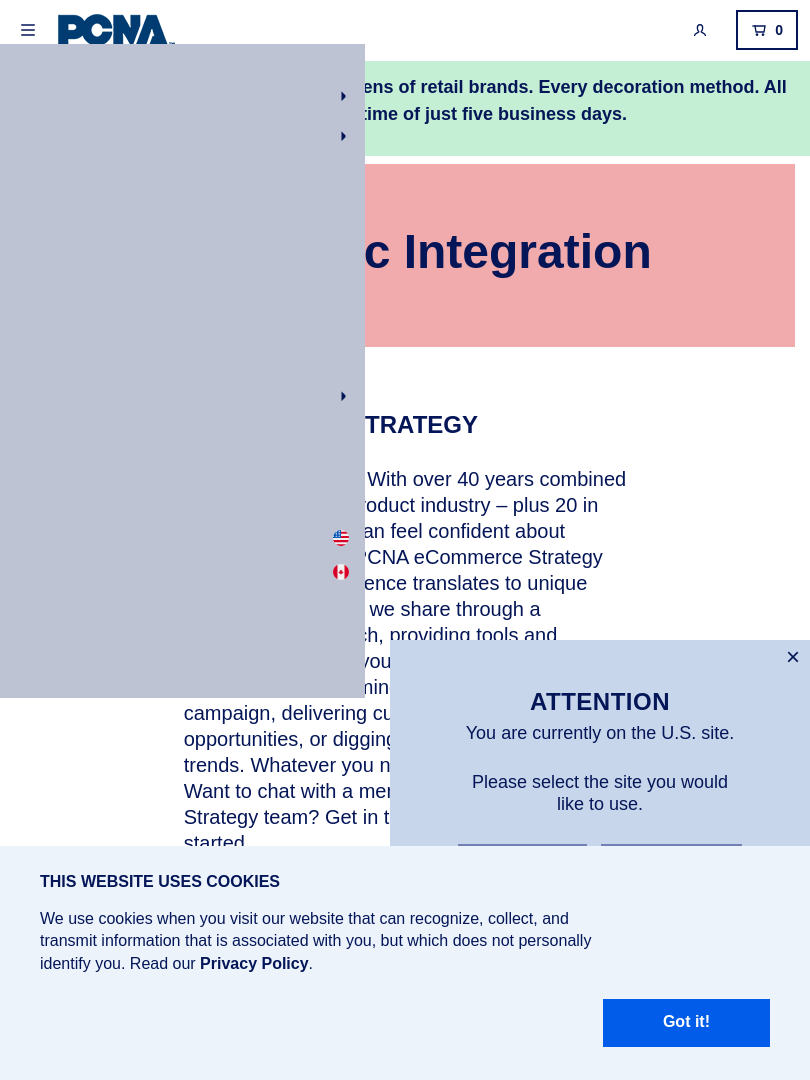 PCNA
0
ens of retail brands. Every decoration method. All
time of just five business days.
c Integration
TRATEGY
With over 40 years combined
roduct industry – plus 20 in
an feel confident about
PCNA eCommerce Strategy
ence translates to unique
we share through a
ch, providing tools and
you
min
campaign, delivering cu
opportunities, or digging
trends. Whatever you n
Want to chat with a mer
Strategy team? Get in t
started.
ATTENTION
You are currently on the U.S. site.
Please select the site you would
like to use.
THIS WEBSITE USES COOKIES
We use cookies when you visit our website that can recognize, collect, and
transmit information that is associated with you, but which does not personally
identify you. Read our Privacy Policy.
Got it!